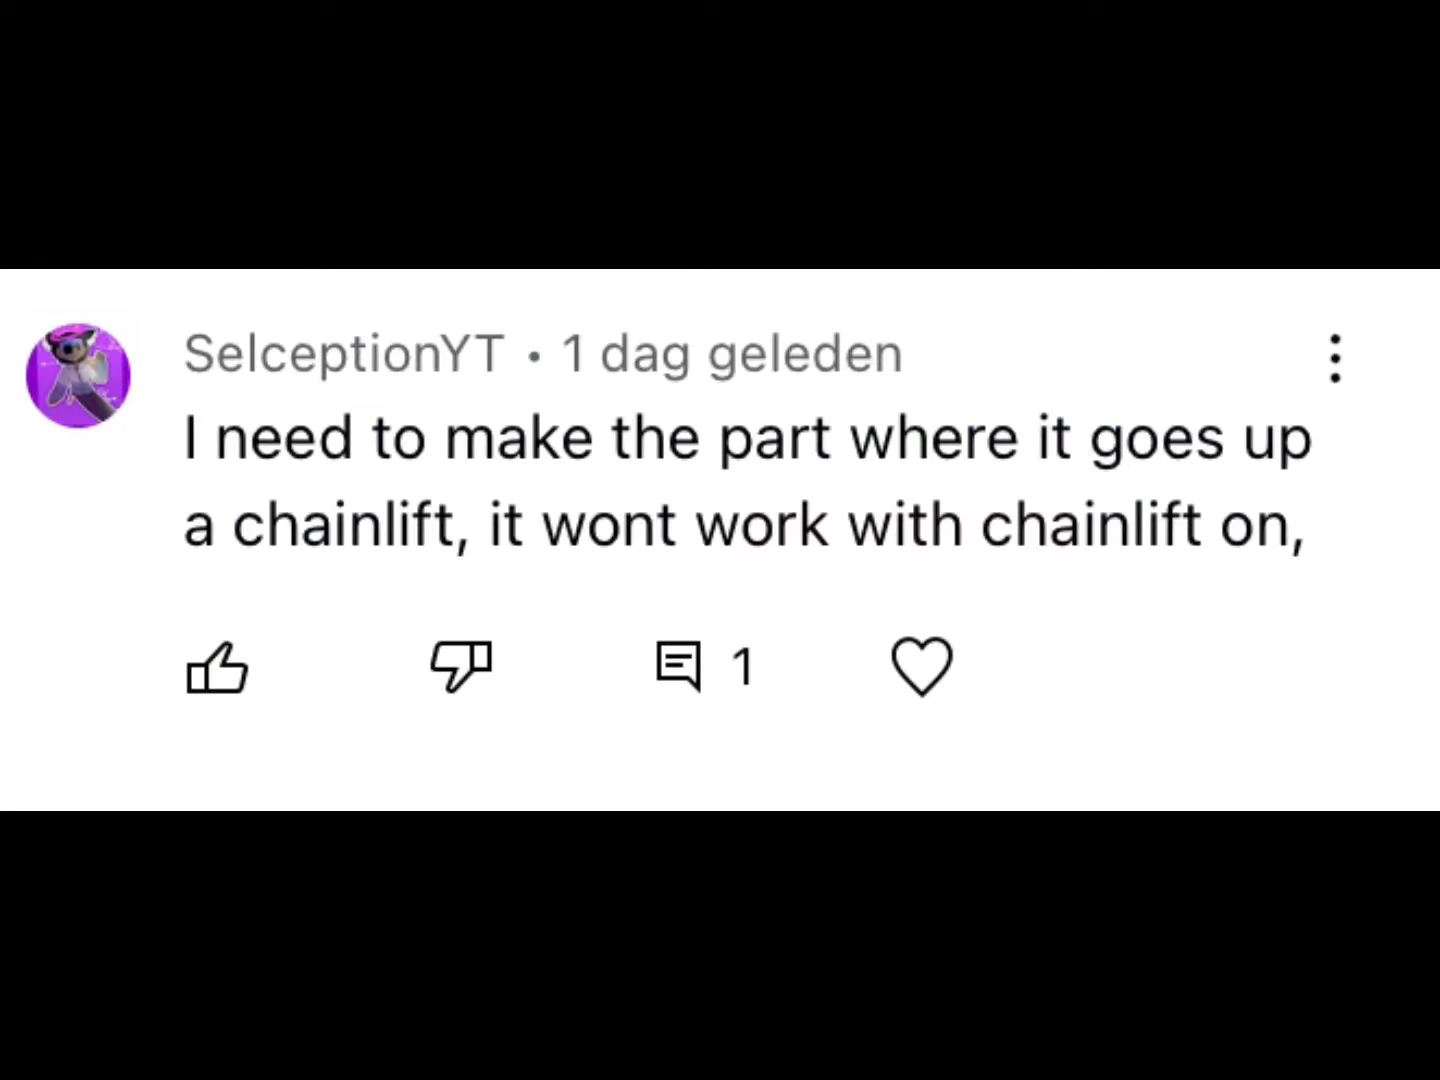 SelceptionYT • 1 dag geleden
I need to make the part where it goes up
a chainlift, it wont work with chainlift on,
1